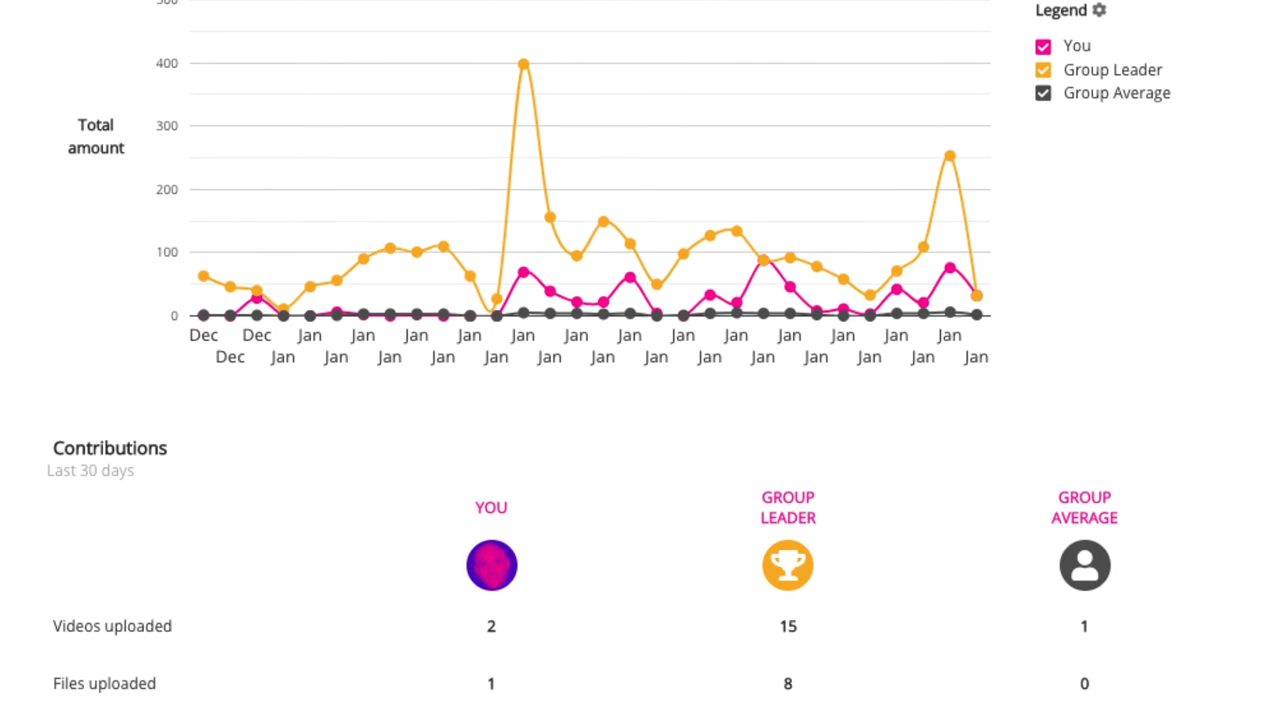 500
Legend
You
400
Group Leader
Group Average
300
Total
amount
200
100
0
Dec Dec Jan Jan Jan Jan Jan Jan Jan Jan Jan Jan Jan Jan Jan
Dec Jan Jan Jan Jan Jan Jan Jan Jan Jan Jan Jan Jan Jan Jan
Contributions
Last 30 days
YOU
GROUP
LEADER
GROUP
AVERAGE
Videos uploaded 2 15 1
Files uploaded 1 8 0